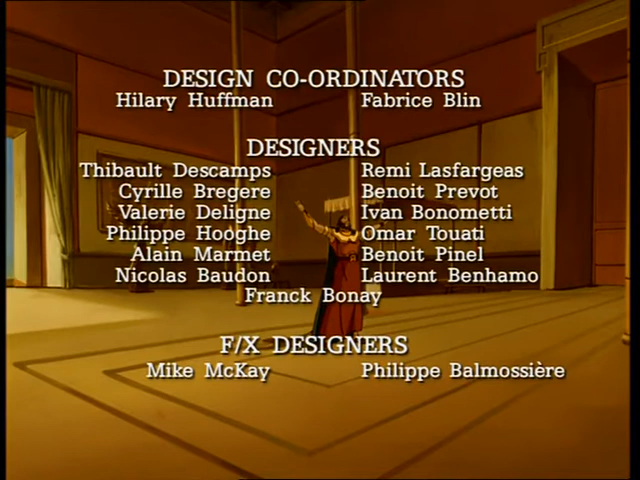 DESIGN CO-ORDINATORS
Hilary Huffman Fabrice Blin
DESIGNERS
Thibault Descamps Remi Lasfargeas
Cyrille Bregere Benoit Prevot
Valerie Deligne Ivan Bonometti
Philippe Hooghe Omar Touati
Alain Marmet Benoit Pinel
Nicolas Baudon Laurent Benhamo
Franck Bonay
F/X DESIGNERS
Mike McKay Philippe Balmossière